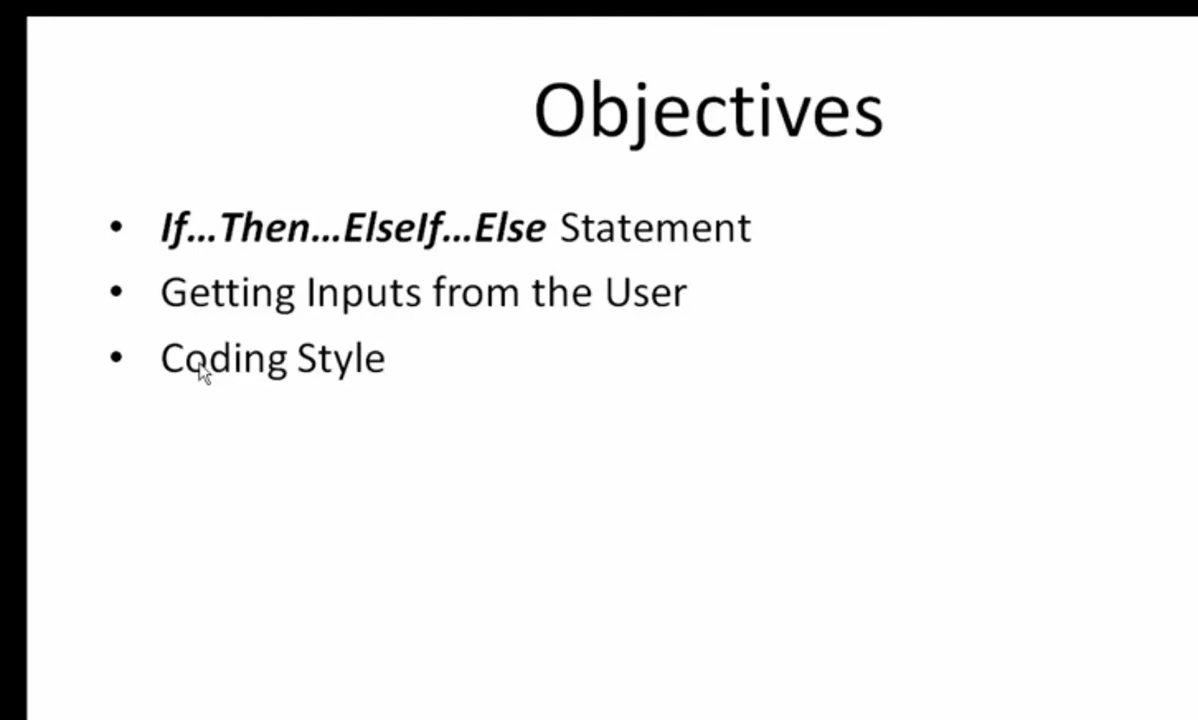 Objectives
• If...Then...ElseIf...Else Statement
• Getting Inputs from the User
• Coding Style